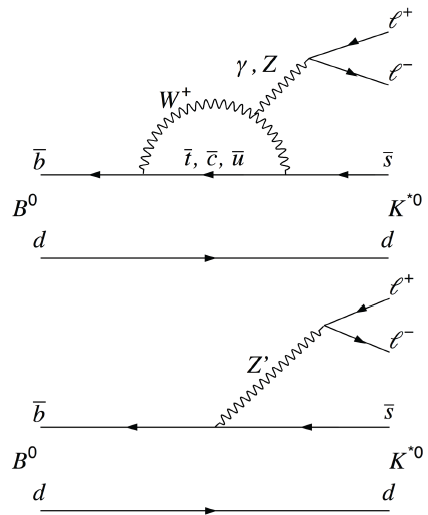 ℓ⁺
γ, Z
ℓ⁻
W⁺
b̅ t̅, c̅, u̅ s̅
B⁰ K*⁰
d d
ℓ⁺
ℓ⁻
Z'
b̅ s̅
B⁰ K*⁰
d d